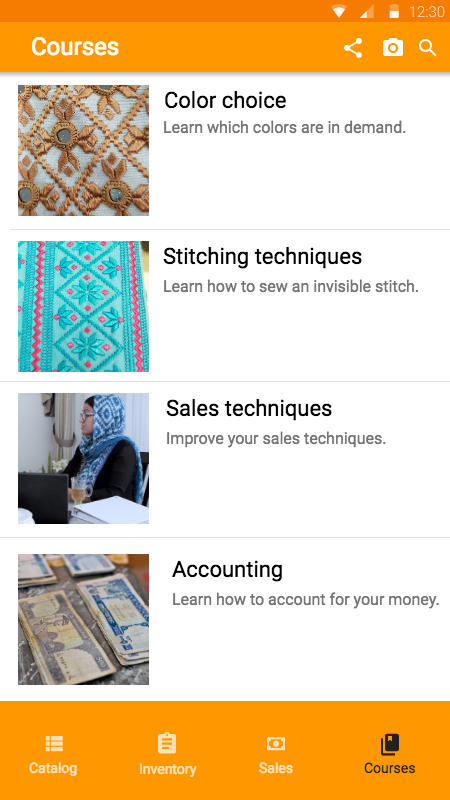 12:30
Courses
Color choice
Learn which colors are in demand.
Stitching techniques
Learn how to sew an invisible stitch.
Sales techniques
Improve your sales techniques.
Accounting
Learn how to account for your money.
Catalog
Inventory
Sales
Courses